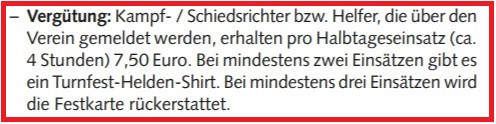 – Vergütung: Kampf- / Schiedsrichter bzw. Helfer, die über den
Verein gemeldet werden, erhalten pro Halbtageseinsatz (ca.
4 Stunden) 7,50 Euro. Bei mindestens zwei Einsätzen gibt es
ein Turnfest-Helden-Shirt. Bei mindestens drei Einsätzen wird
die Festkarte rückerstattet.